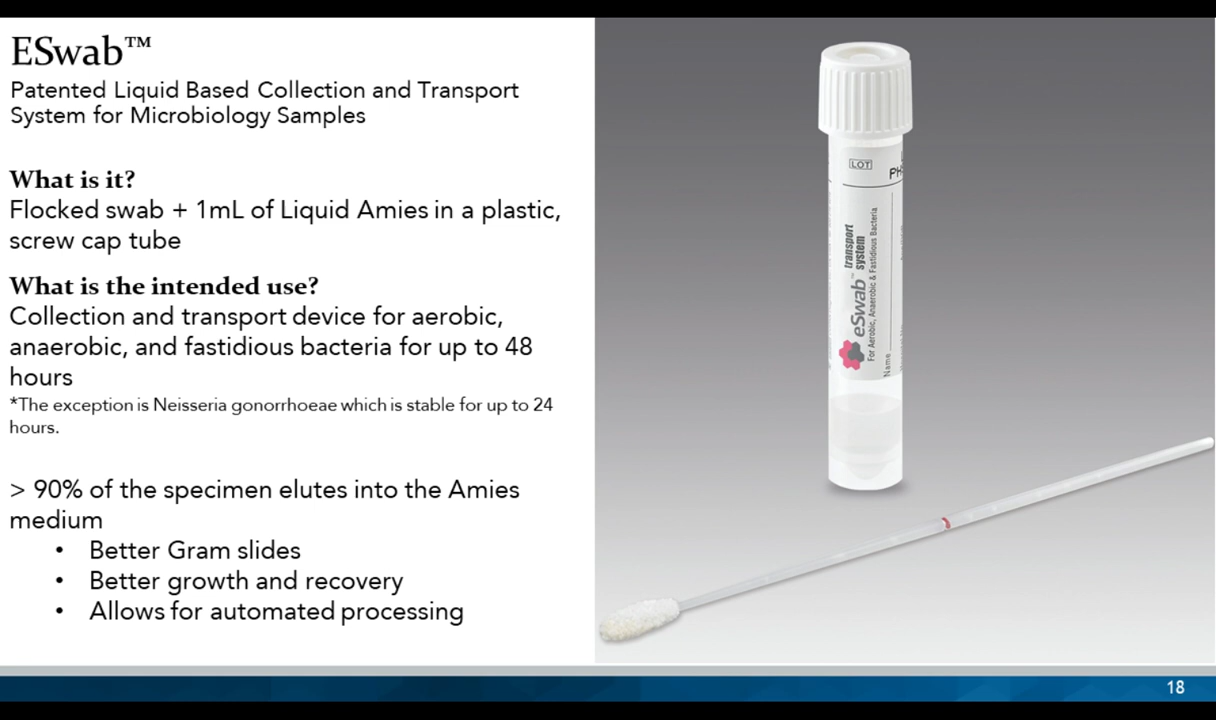 ESwab™
Patented Liquid Based Collection and Transport
System for Microbiology Samples
What is it?
Flocked swab + 1mL of Liquid Amies in a plastic,
screw cap tube
What is the intended use?
Collection and transport device for aerobic,
anaerobic, and fastidious bacteria for up to 48
hours
*The exception is Neisseria gonorrhoeae which is stable for up to 24
hours.
> 90% of the specimen elutes into the Amies
medium
• Better Gram slides
• Better growth and recovery
• Allows for automated processing
LOT
eSwab™ transport
system
For Aerobic, Anaerobic & Fastidious Bacteria
Name
18